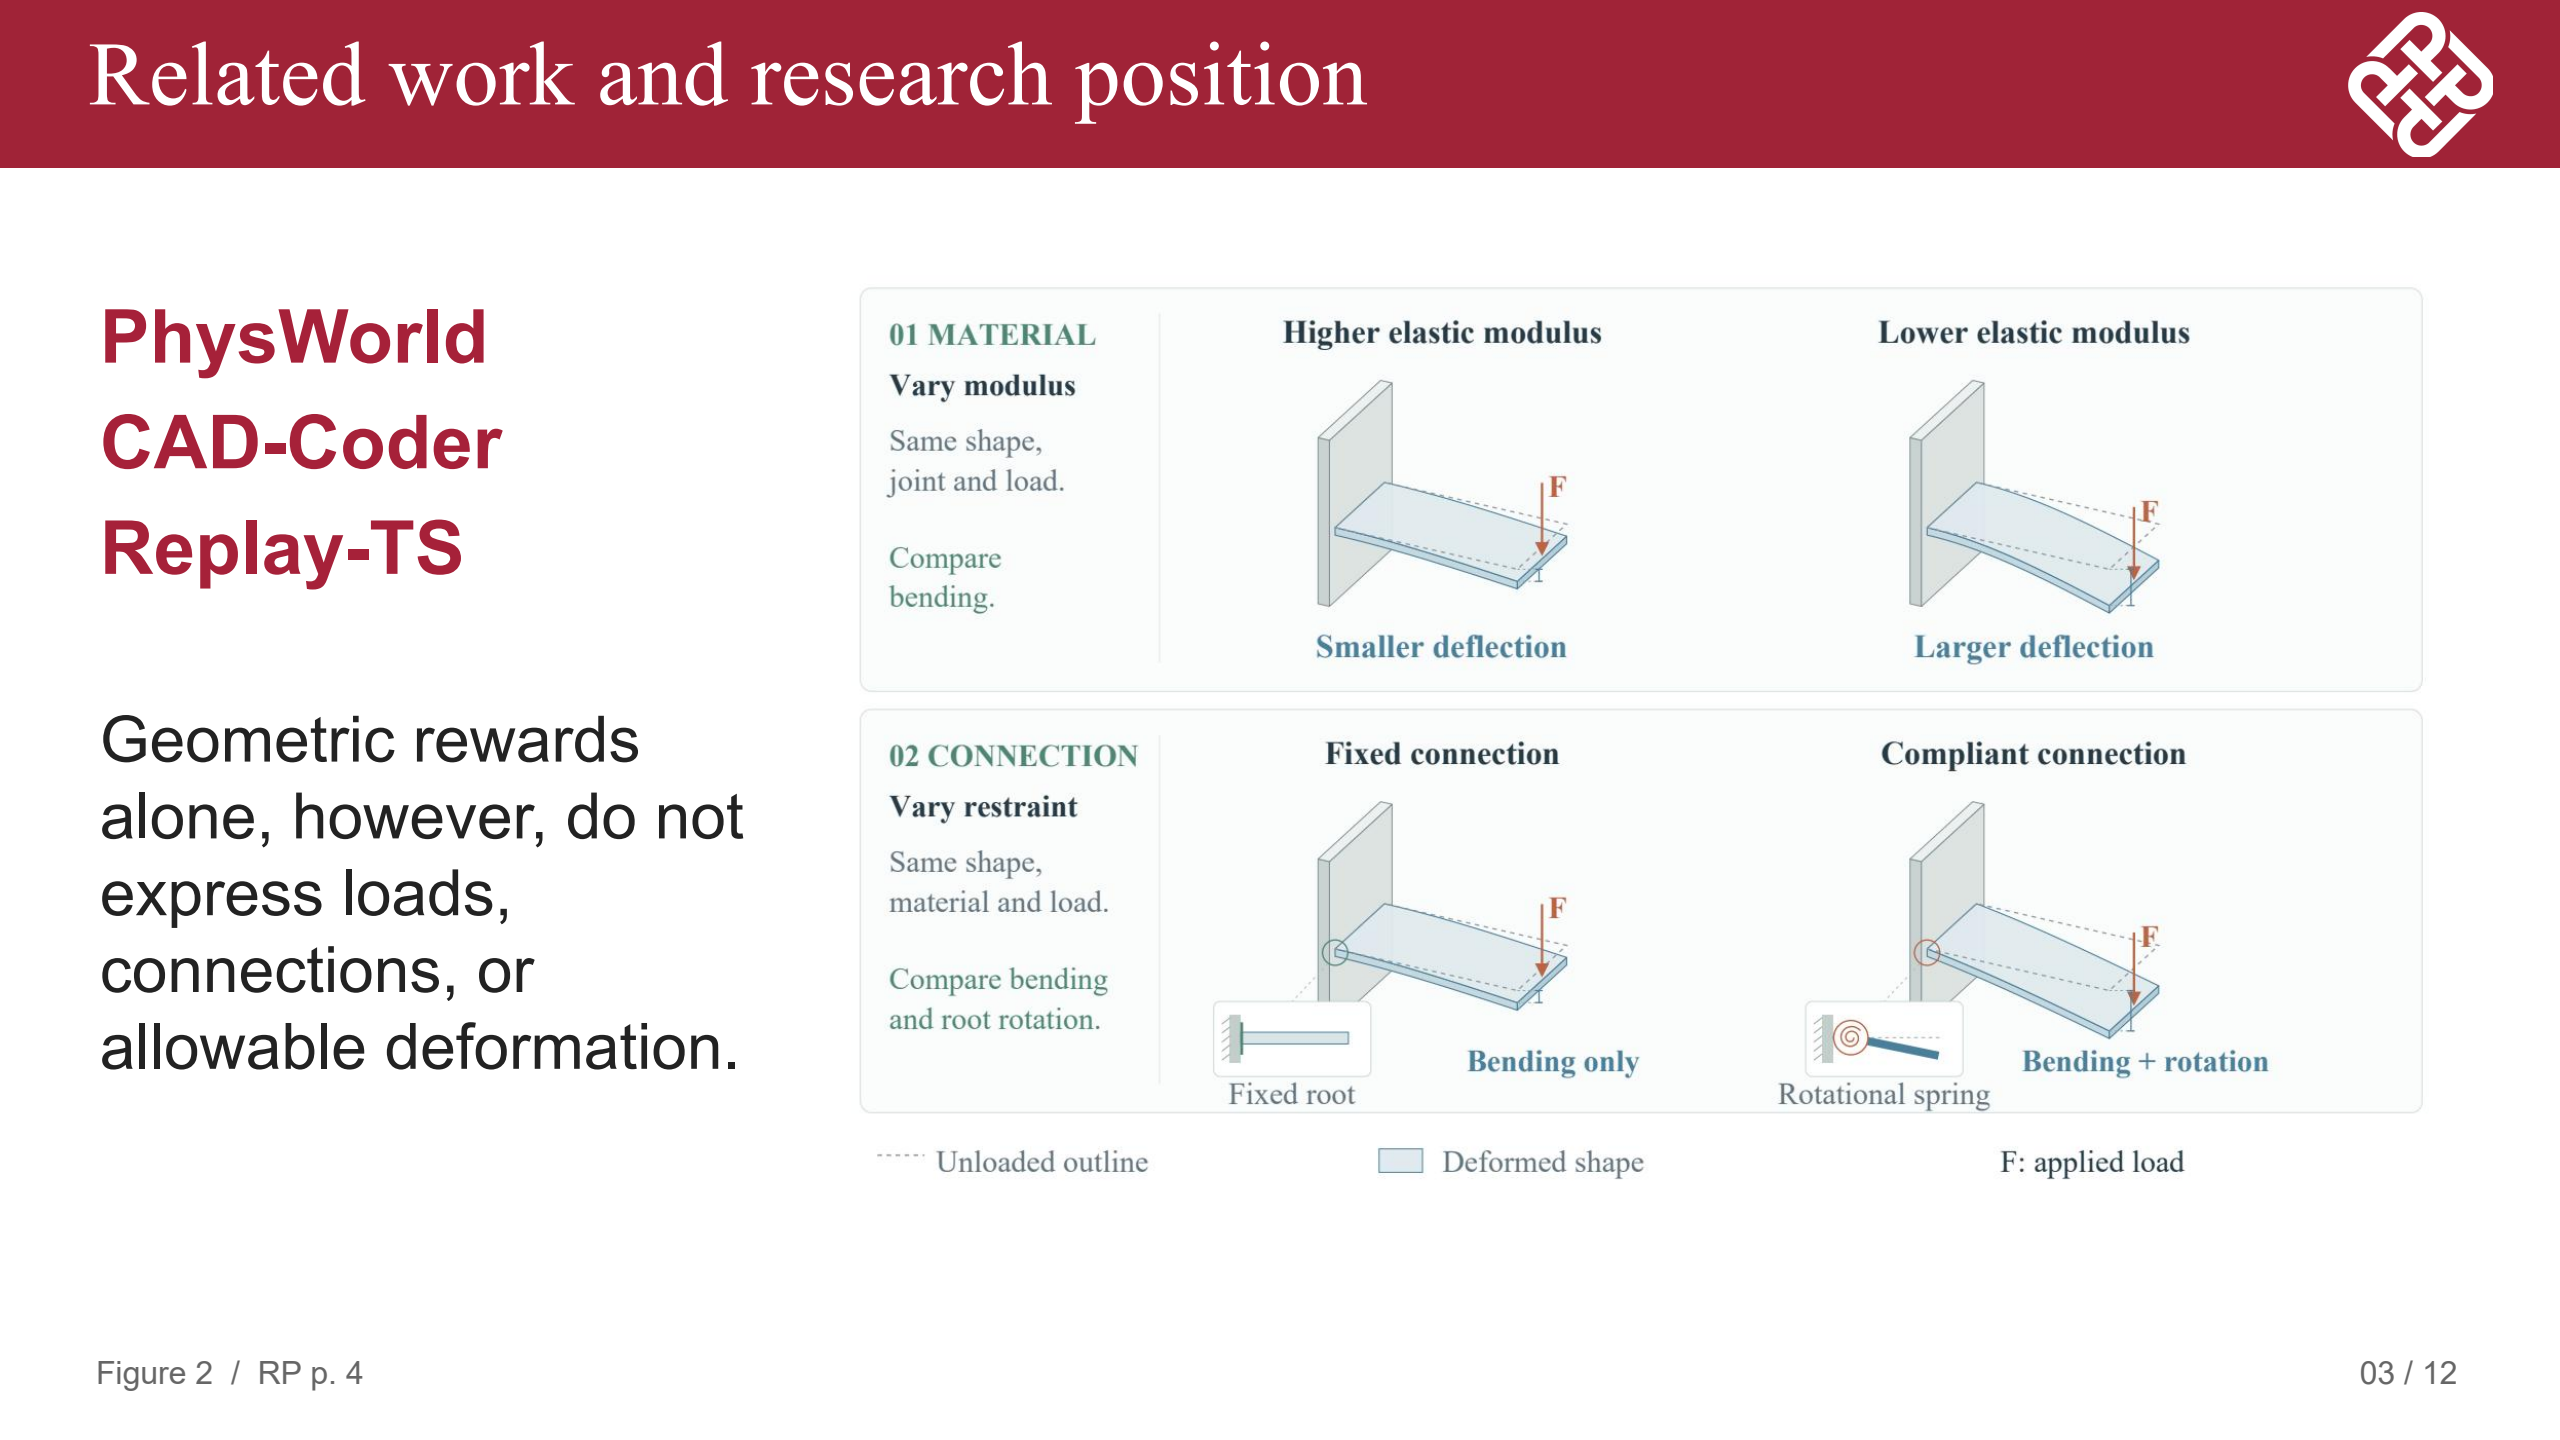 Related work and research position
PhysWorld
CAD-Coder
Replay-TS
Geometric rewards
alone, however, do not
express loads,
connections, or
allowable deformation.
01 MATERIAL
Vary modulus
Same shape,
joint and load.
Compare
bending.
Higher elastic modulus
F
Smaller deflection
Lower elastic modulus
F
Larger deflection
02 CONNECTION
Vary restraint
Same shape,
material and load.
Compare bending
and root rotation.
Fixed connection
F
Bending only
Fixed root
Compliant connection
F
Bending + rotation
Rotational spring
Unloaded outline
Deformed shape
F: applied load
Figure 2 / RP p. 4
03 / 12